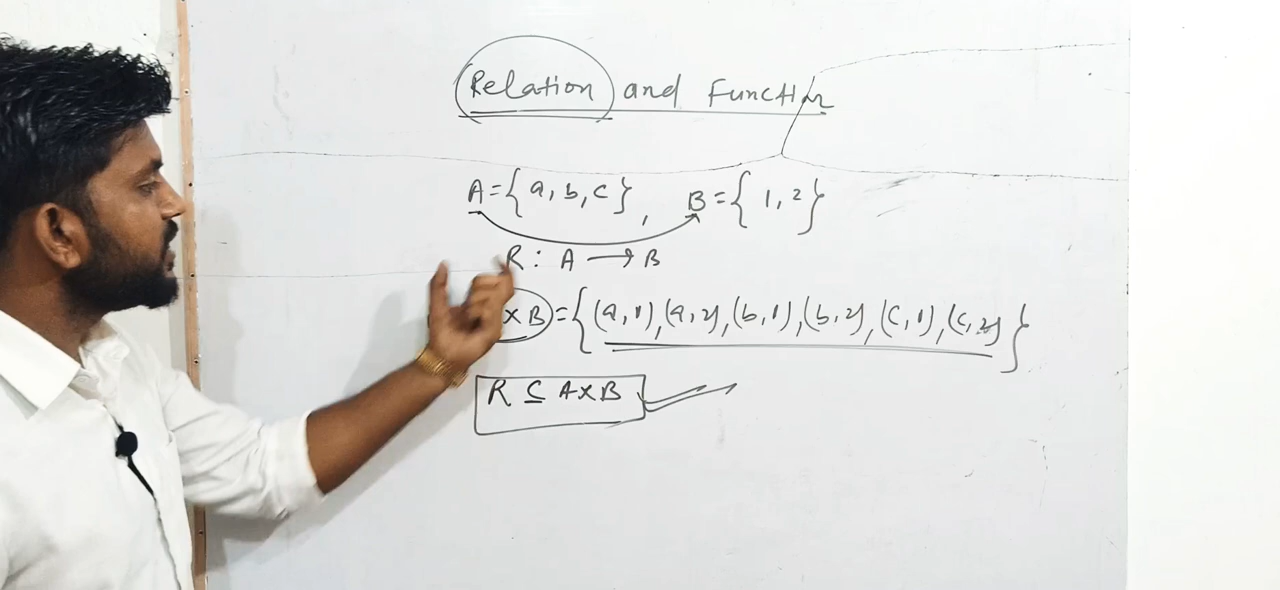 Relation and Function
A = {a, b, c}, B = {1, 2}
R : A → B
x B = {(a, 1), (a, 2), (b, 1), (b, 2), (c, 1), (c, 2)}
R ⊆ A x B